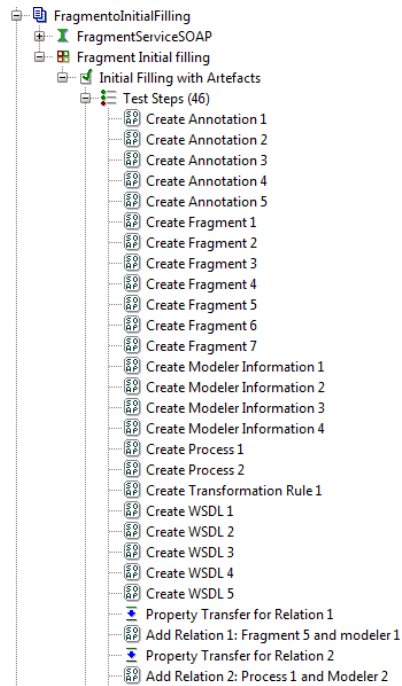 FragmentoInitialFilling
FragmentServiceSOAP
Fragment Initial filling
Initial Filling with Artefacts
Test Steps (46)
Create Annotation 1
Create Annotation 2
Create Annotation 3
Create Annotation 4
Create Annotation 5
Create Fragment 1
Create Fragment 2
Create Fragment 3
Create Fragment 4
Create Fragment 5
Create Fragment 6
Create Fragment 7
Create Modeler Information 1
Create Modeler Information 2
Create Modeler Information 3
Create Modeler Information 4
Create Process 1
Create Process 2
Create Transformation Rule 1
Create WSDL 1
Create WSDL 2
Create WSDL 3
Create WSDL 4
Create WSDL 5
Property Transfer for Relation 1
Add Relation 1: Fragment 5 and modeler 1
Property Transfer for Relation 2
Add Relation 2: Process 1 and Modeler 2